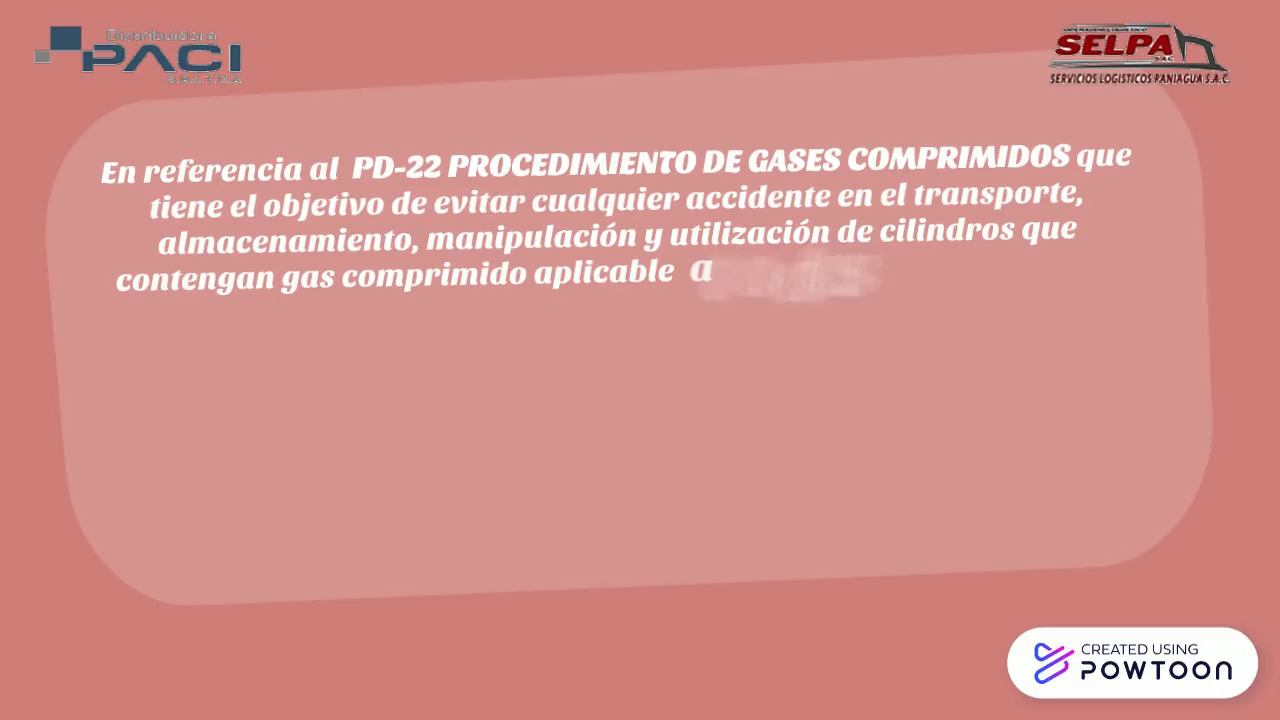 Distribuidora
PACI
S.R.L.T.D.A
SELPA
S.A.C
SERVICIOS LOGISTICOS PANIAGUA S.A.C.
En referencia al PD-22 PROCEDIMIENTO DE GASES COMPRIMIDOS que
tiene el objetivo de evitar cualquier accidente en el transporte,
almacenamiento, manipulación y utilización de cilindros que
contengan gas comprimido aplicable a
CREATED USING
POWTOON